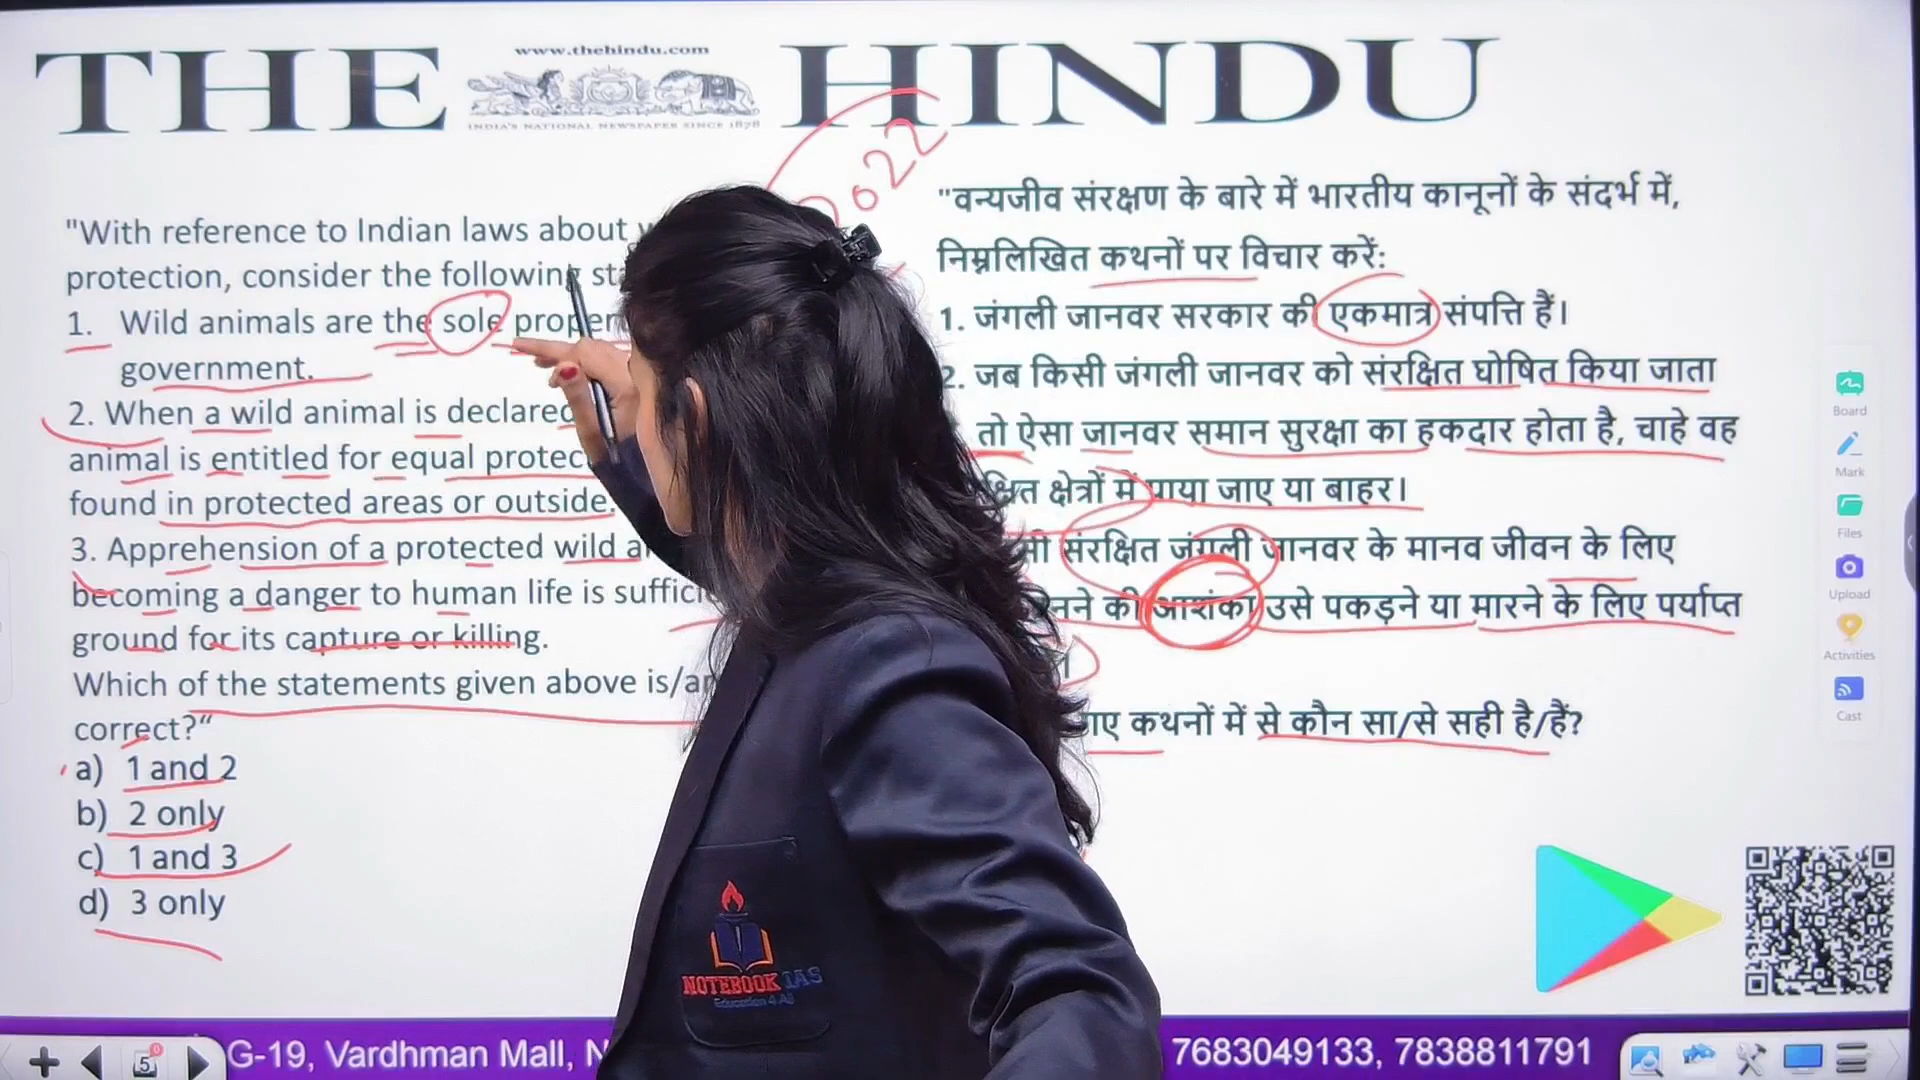 THE HINDU
www.thehindu.com
INDIA'S NATIONAL NEWSPAPER SINCE 1878
2022
"With reference to Indian laws about
protection, consider the following
1. Wild animals are the sole
government.
2. When a wild animal is declared
animal is entitled for equal
found in protected areas or outside.
3. Apprehension of a protected wild
becoming a danger to human life is
ground for its capture or killing.
Which of the statements given above
correct?“
a) 1 and 2
b) 2 only
c) 1 and 3
d) 3 only
"वन्यजीव संरक्षण के बारे में भारतीय कानूनों के संदर्भ में,
निम्नलिखित कथनों पर विचार करें:
1. जंगली जानवर सरकार की एकमात्र संपत्ति हैं।
2. जब किसी जंगली जानवर को संरक्षित घोषित किया जाता
तो ऐसा जानवर समान सुरक्षा का हकदार होता है, चाहे वह
क्षेत्रों में पाया जाए या बाहर।
संरक्षित जंगली जानवर के मानव जीवन के लिए
की आशंका उसे पकड़ने या मारने के लिए पर्याप्त
कथनों में से कौन सा/से सही है/हैं?
Board
Mark
Files
Upload
Activities
Cast
NOTEBOOK IAS
Education 4 All
5
G-19, Vardhman Mall,
7683049133, 7838811791